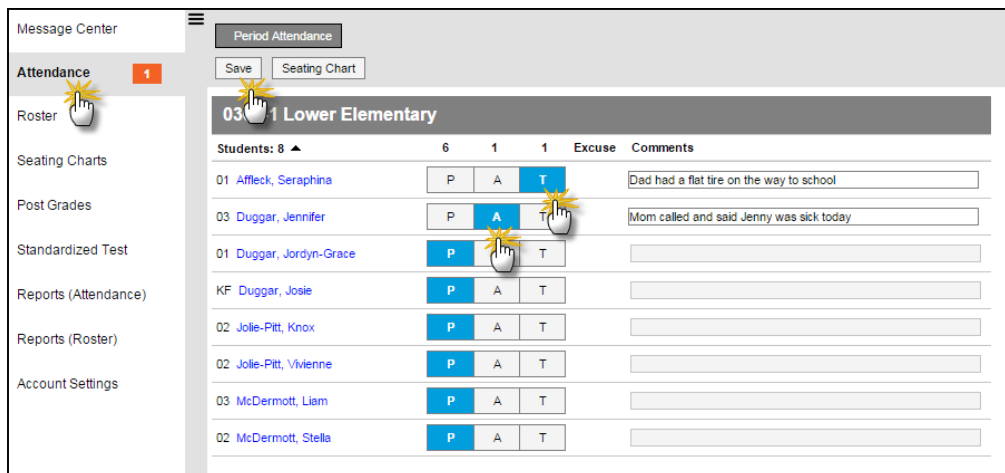 Message Center
Attendance 1
Roster
Seating Charts
Post Grades
Standardized Test
Reports (Attendance)
Reports (Roster)
Account Settings
Period Attendance
Save Seating Chart
03 1 Lower Elementary
Students: 8 ▲ 6 1 1 Excuse Comments
01 Affleck, Seraphina P A T Dad had a flat tire on the way to school
03 Duggar, Jennifer P A T Mom called and said Jenny was sick today
01 Duggar, Jordyn-Grace P T
KF Duggar, Josie P A T
02 Jolie-Pitt, Knox P A T
02 Jolie-Pitt, Vivienne P A T
03 McDermott, Liam P A T
02 McDermott, Stella P A T